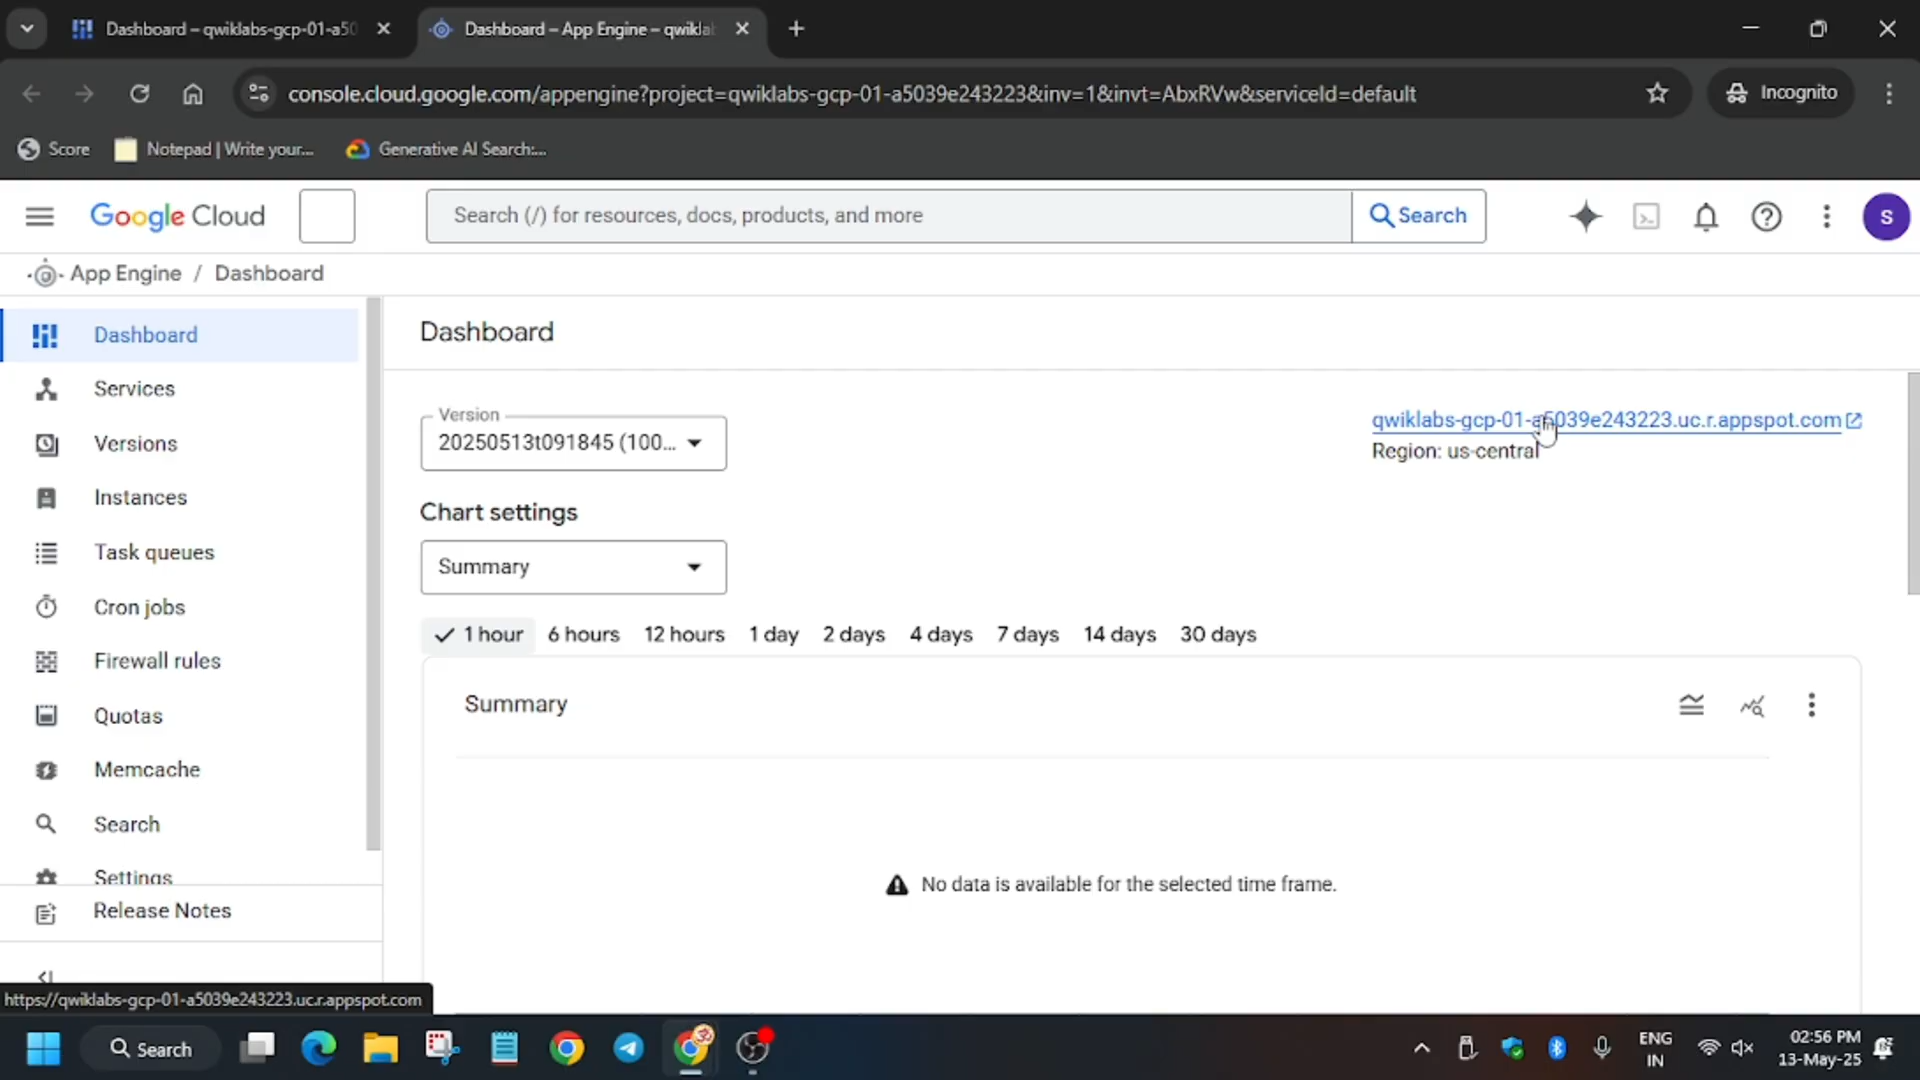 Dashboard – qwiklabs-gcp-01-a50
Dashboard – App Engine – qwikla
console.cloud.google.com/appengine?project=qwiklabs-gcp-01-a5039e243223&inv=1&invt=AbxRVw&serviceId=default
Incognito
Score
Notepad | Write your...
Generative AI Search:...
Google Cloud
Search (/) for resources, docs, products, and more
Search
S
App Engine / Dashboard
Dashboard
Services
Versions
Instances
Task queues
Cron jobs
Firewall rules
Quotas
Memcache
Search
Settings
Release Notes
Dashboard
Version
20250513t091845 (100...
qwiklabs-gcp-01-a5039e243223.uc.r.appspot.com
Region: us-central
Chart settings
Summary
1 hour 6 hours 12 hours 1 day 2 days 4 days 7 days 14 days 30 days
Summary
No data is available for the selected time frame.
https://qwiklabs-gcp-01-a5039e243223.uc.r.appspot.com
Search
ENG
IN
02:56 PM
13-May-25